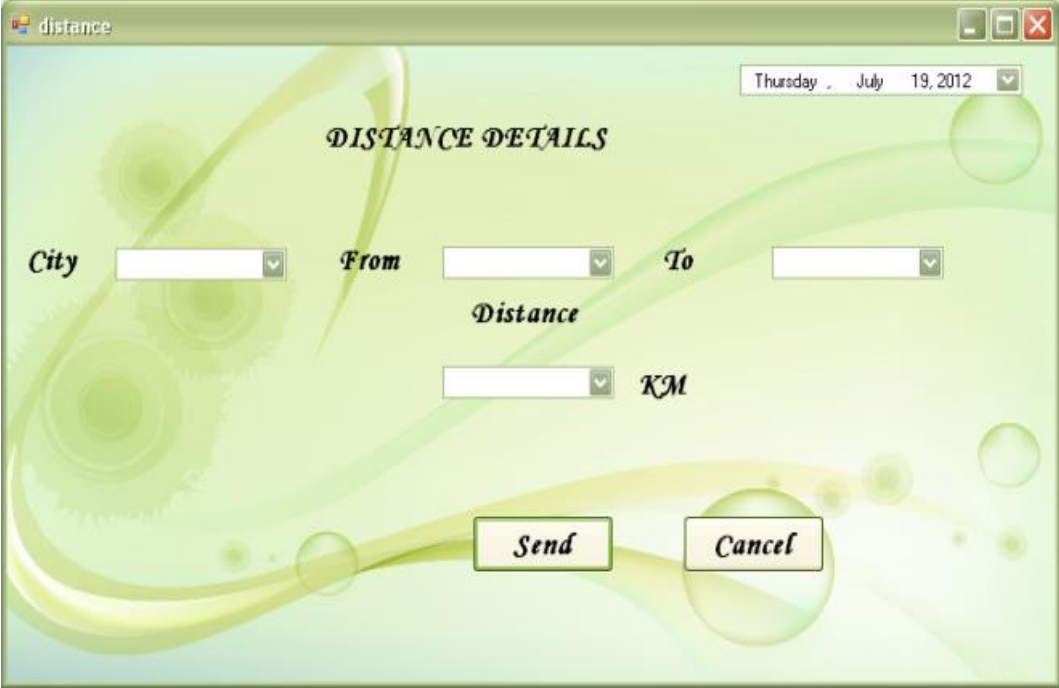 distance
Thursday , July 19, 2012
DISTANCE DETAILS
City From To
Distance
KM
Send Cancel